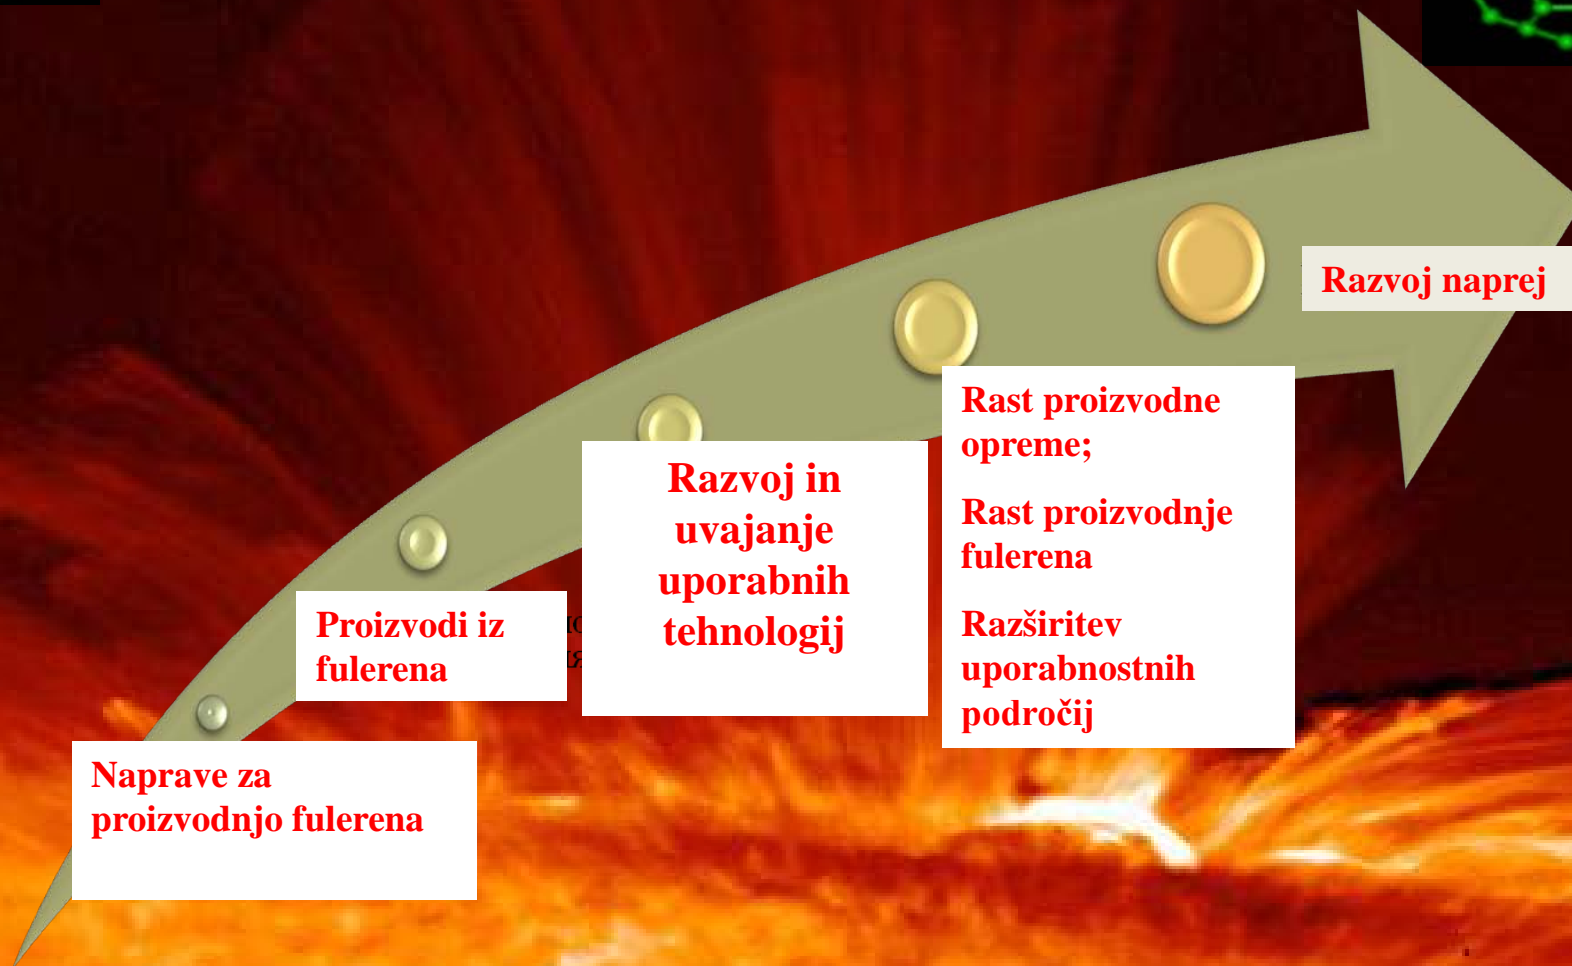 Razvoj naprej
Rast proizvodne
opreme;
Rast proizvodnje
fulerena
Razširitev
uporabnostnih
področij
Razvoj in
uvajanje
uporabnih
tehnologij
Proizvodi iz
fulerena
Naprave za
proizvodnjo fulerena